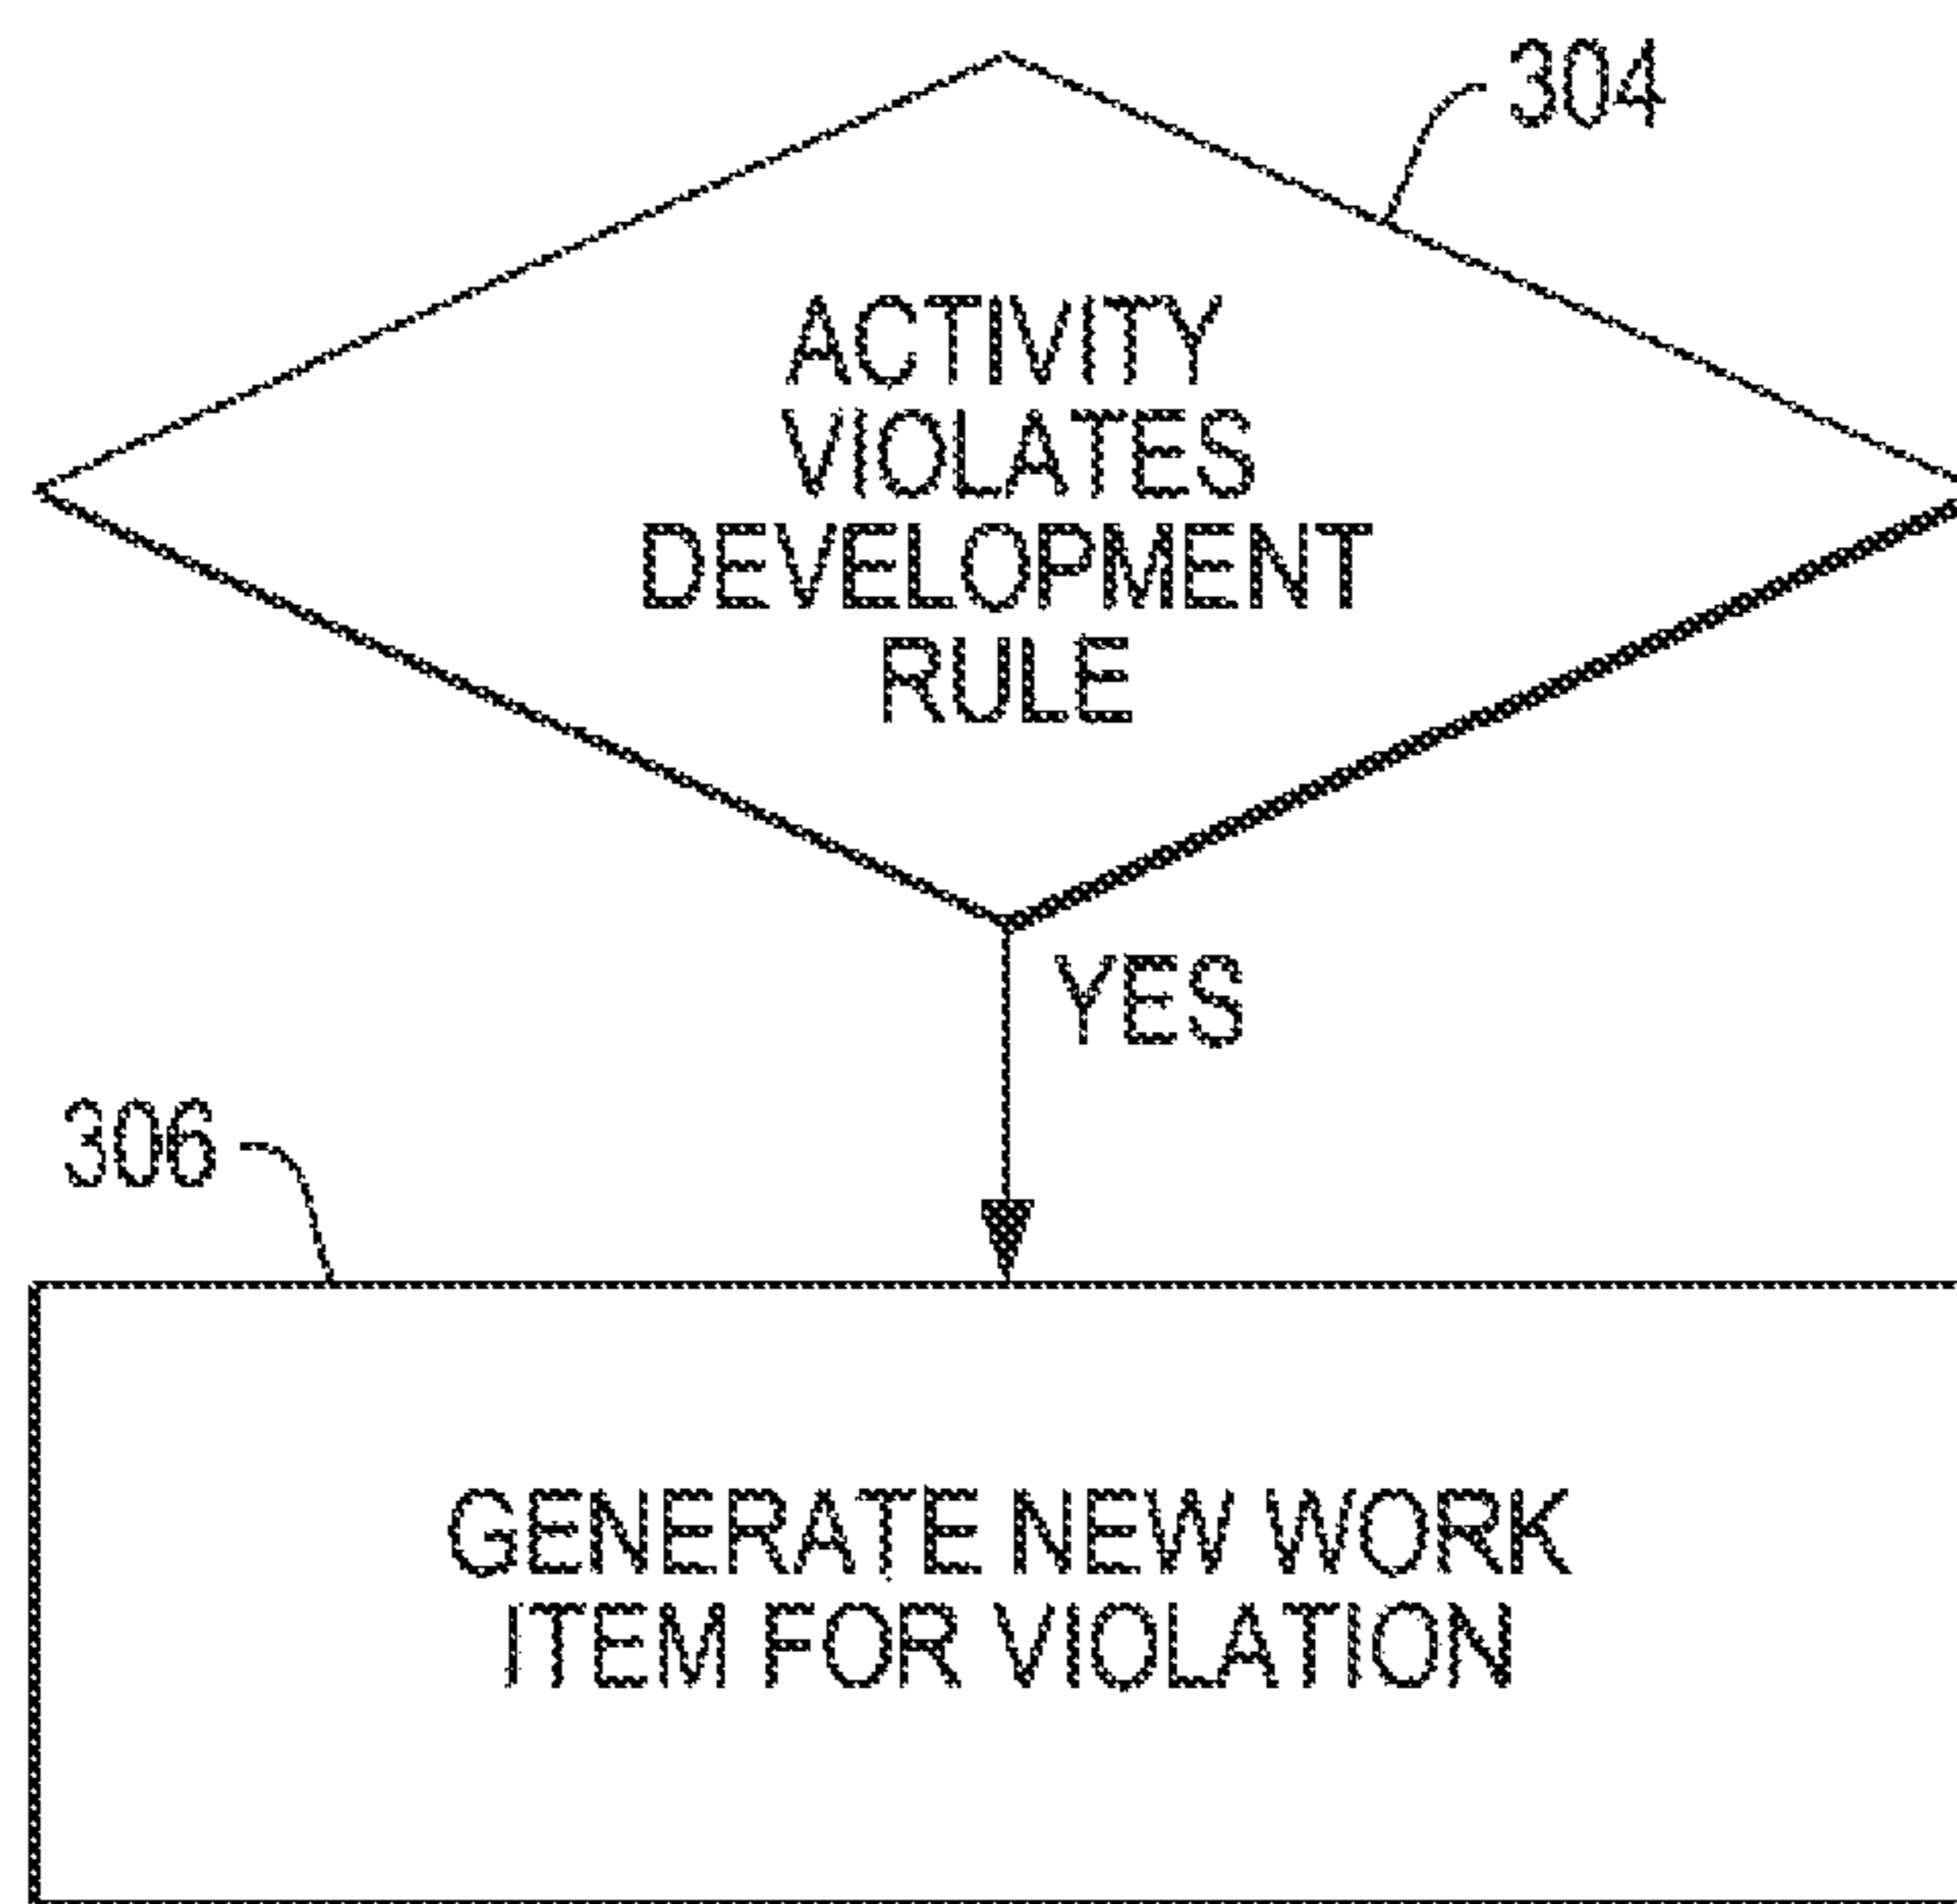 304
ACTIVITY
VIOLATES
DEVELOPMENT
RULE
YES
306
GENERATE NEW WORK
ITEM FOR VIOLATION